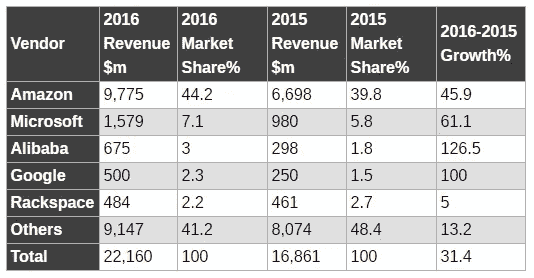 Vendor 2016 Revenue $m 2016 Market Share% 2015 Revenue $m 2015 Market Share% 2016-2015 Growth%
Amazon 9,775 44.2 6,698 39.8 45.9
Microsoft 1,579 7.1 980 5.8 61.1
Alibaba 675 3 298 1.8 126.5
Google 500 2.3 250 1.5 100
Rackspace 484 2.2 461 2.7 5
Others 9,147 41.2 8,074 48.4 13.2
Total 22,160 100 16,861 100 31.4